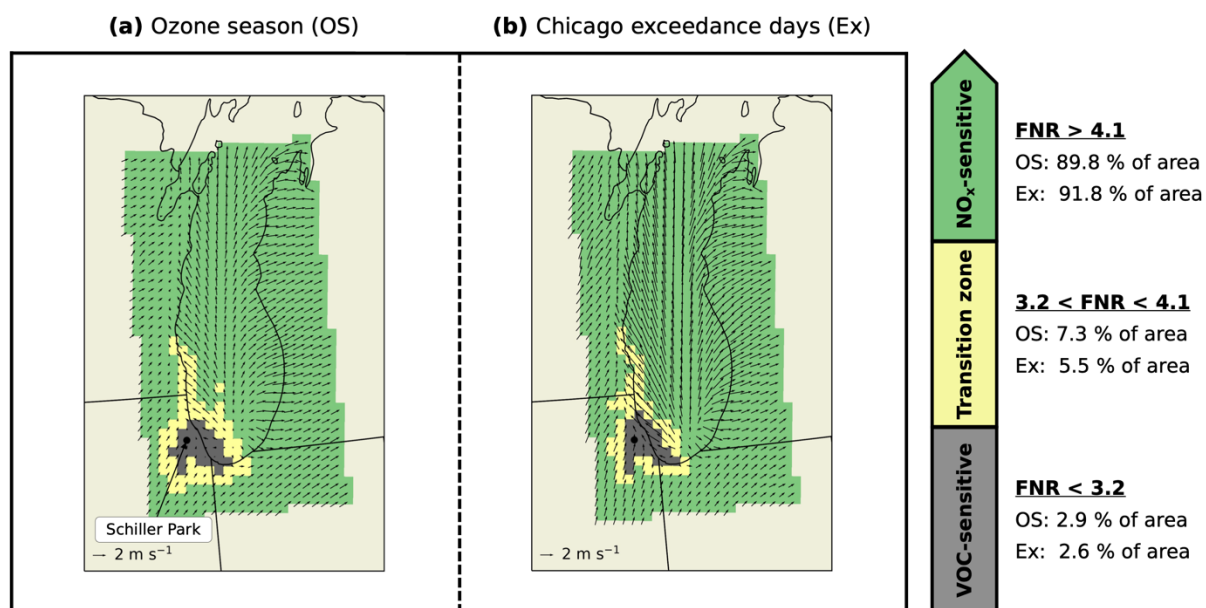 (a) Ozone season (OS)
(b) Chicago exceedance days (Ex)
Schiller Park
→ 2 m s⁻¹
→ 2 m s⁻¹
NOₓ-sensitive
FNR > 4.1
OS: 89.8 % of area
Ex: 91.8 % of area
Transition zone
3.2 < FNR < 4.1
OS: 7.3 % of area
Ex: 5.5 % of area
VOC-sensitive
FNR < 3.2
OS: 2.9 % of area
Ex: 2.6 % of area